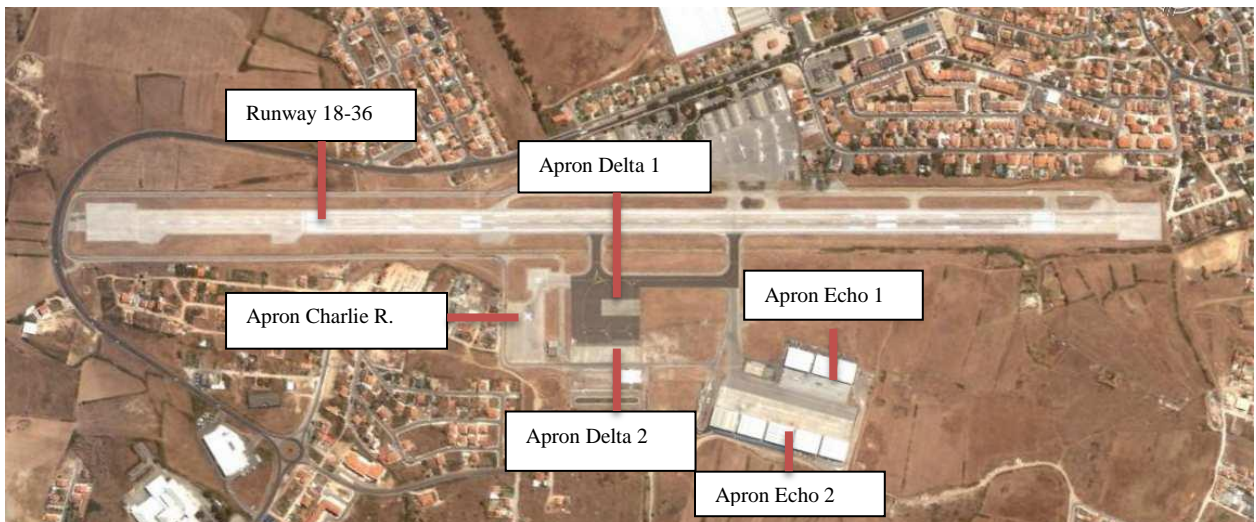 Runway 18-36
Apron Delta 1
Apron Echo 1
Apron Charlie R.
Apron Delta 2
Apron Echo 2